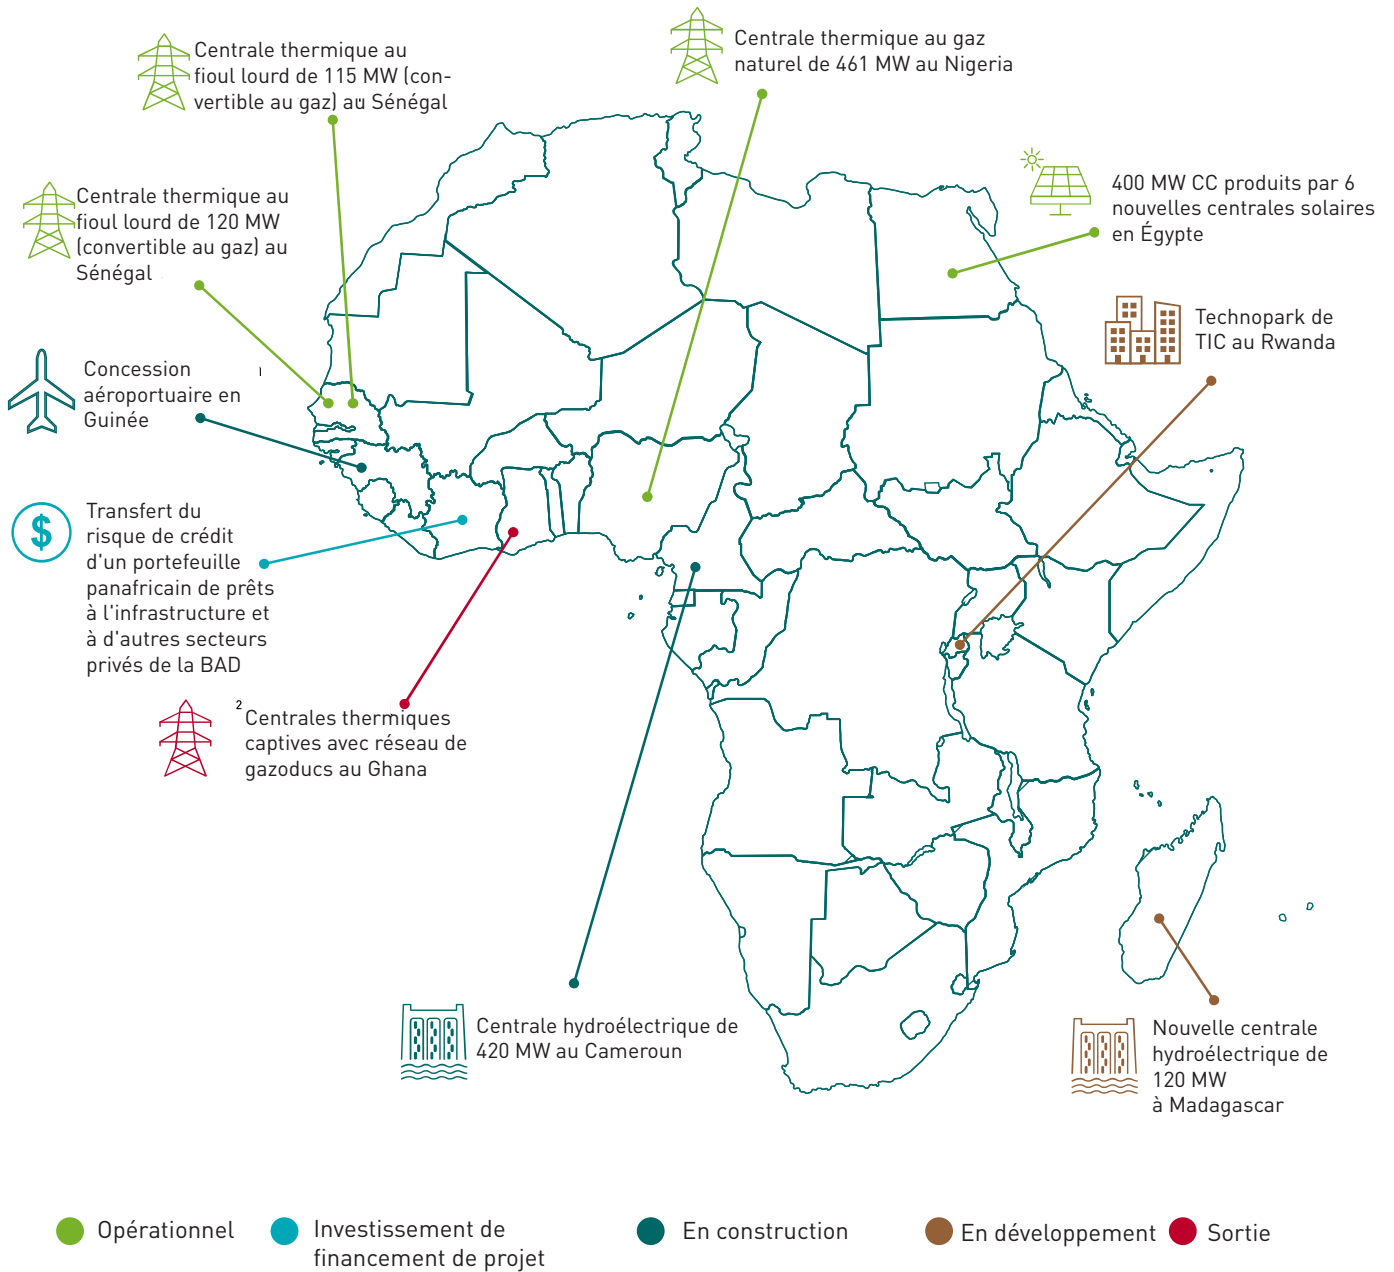 Centrale thermique au
fioul lourd de 115 MW (con-
vertible au gaz) au Sénégal
Centrale thermique au gaz
naturel de 461 MW au Nigeria
Centrale thermique au
fioul lourd de 120 MW
(convertible au gaz) au
Sénégal
400 MW CC produits par 6
nouvelles centrales solaires
en Égypte
Technopark de
TIC au Rwanda
Concession
aéroportuaire en
Guinée
$
Transfert du
risque de crédit
d'un portefeuille
panafricain de prêts
à l'infrastructure et
à d'autres secteurs
privés de la BAD
2
Centrales thermiques
captives avec réseau de
gazoducs au Ghana
Centrale hydroélectrique de
420 MW au Cameroun
Nouvelle centrale
hydroélectrique de
120 MW
à Madagascar
Opérationnel
Investissement de
financement de projet
En construction
En développement
Sortie